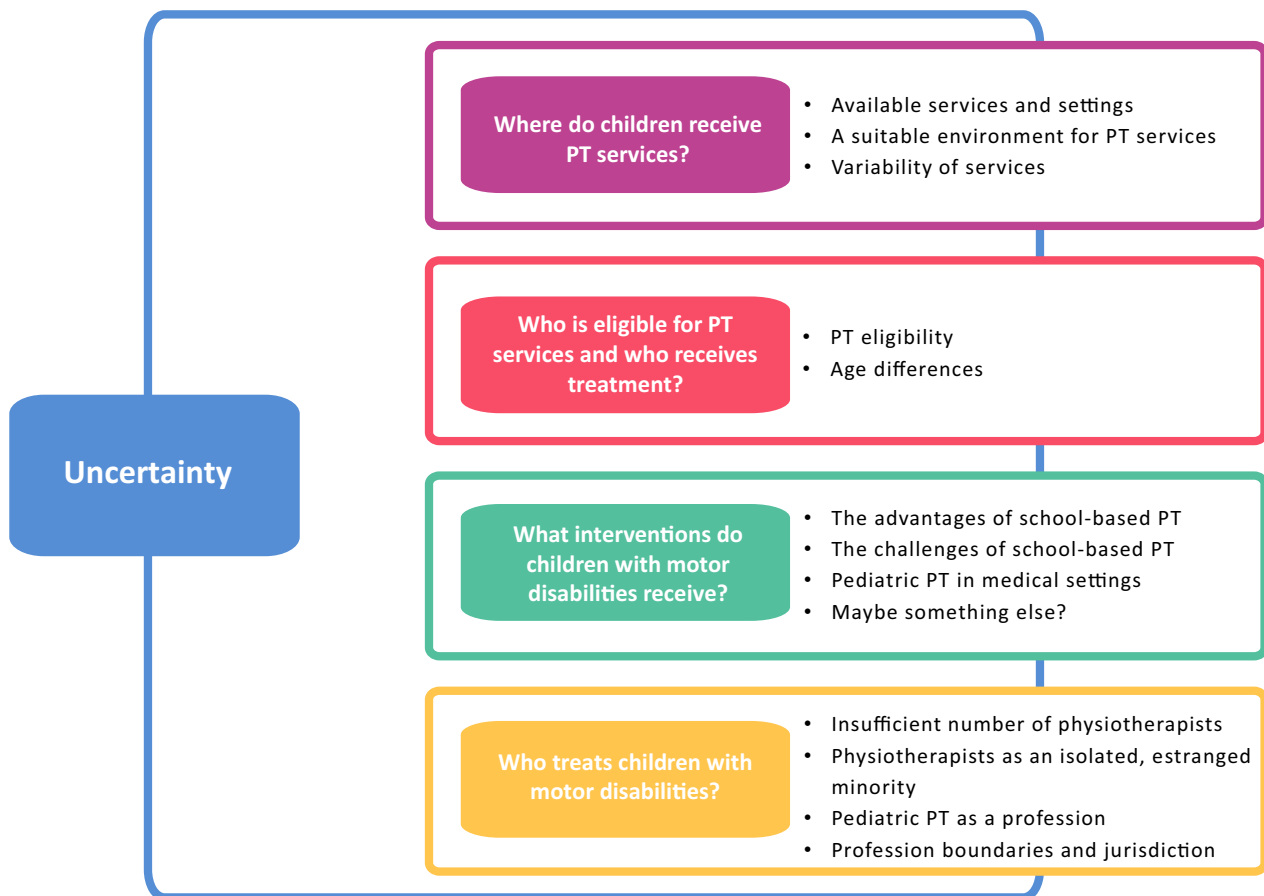 Uncertainty
Where do children receive
PT services?
• Available services and settings
• A suitable environment for PT services
• Variability of services
Who is eligible for PT
services and who receives
treatment?
• PT eligibility
• Age differences
What interventions do
children with motor
disabilities receive?
• The advantages of school-based PT
• The challenges of school-based PT
• Pediatric PT in medical settings
• Maybe something else?
Who treats children with
motor disabilities?
• Insufficient number of physiotherapists
• Physiotherapists as an isolated, estranged
minority
• Pediatric PT as a profession
• Profession boundaries and jurisdiction